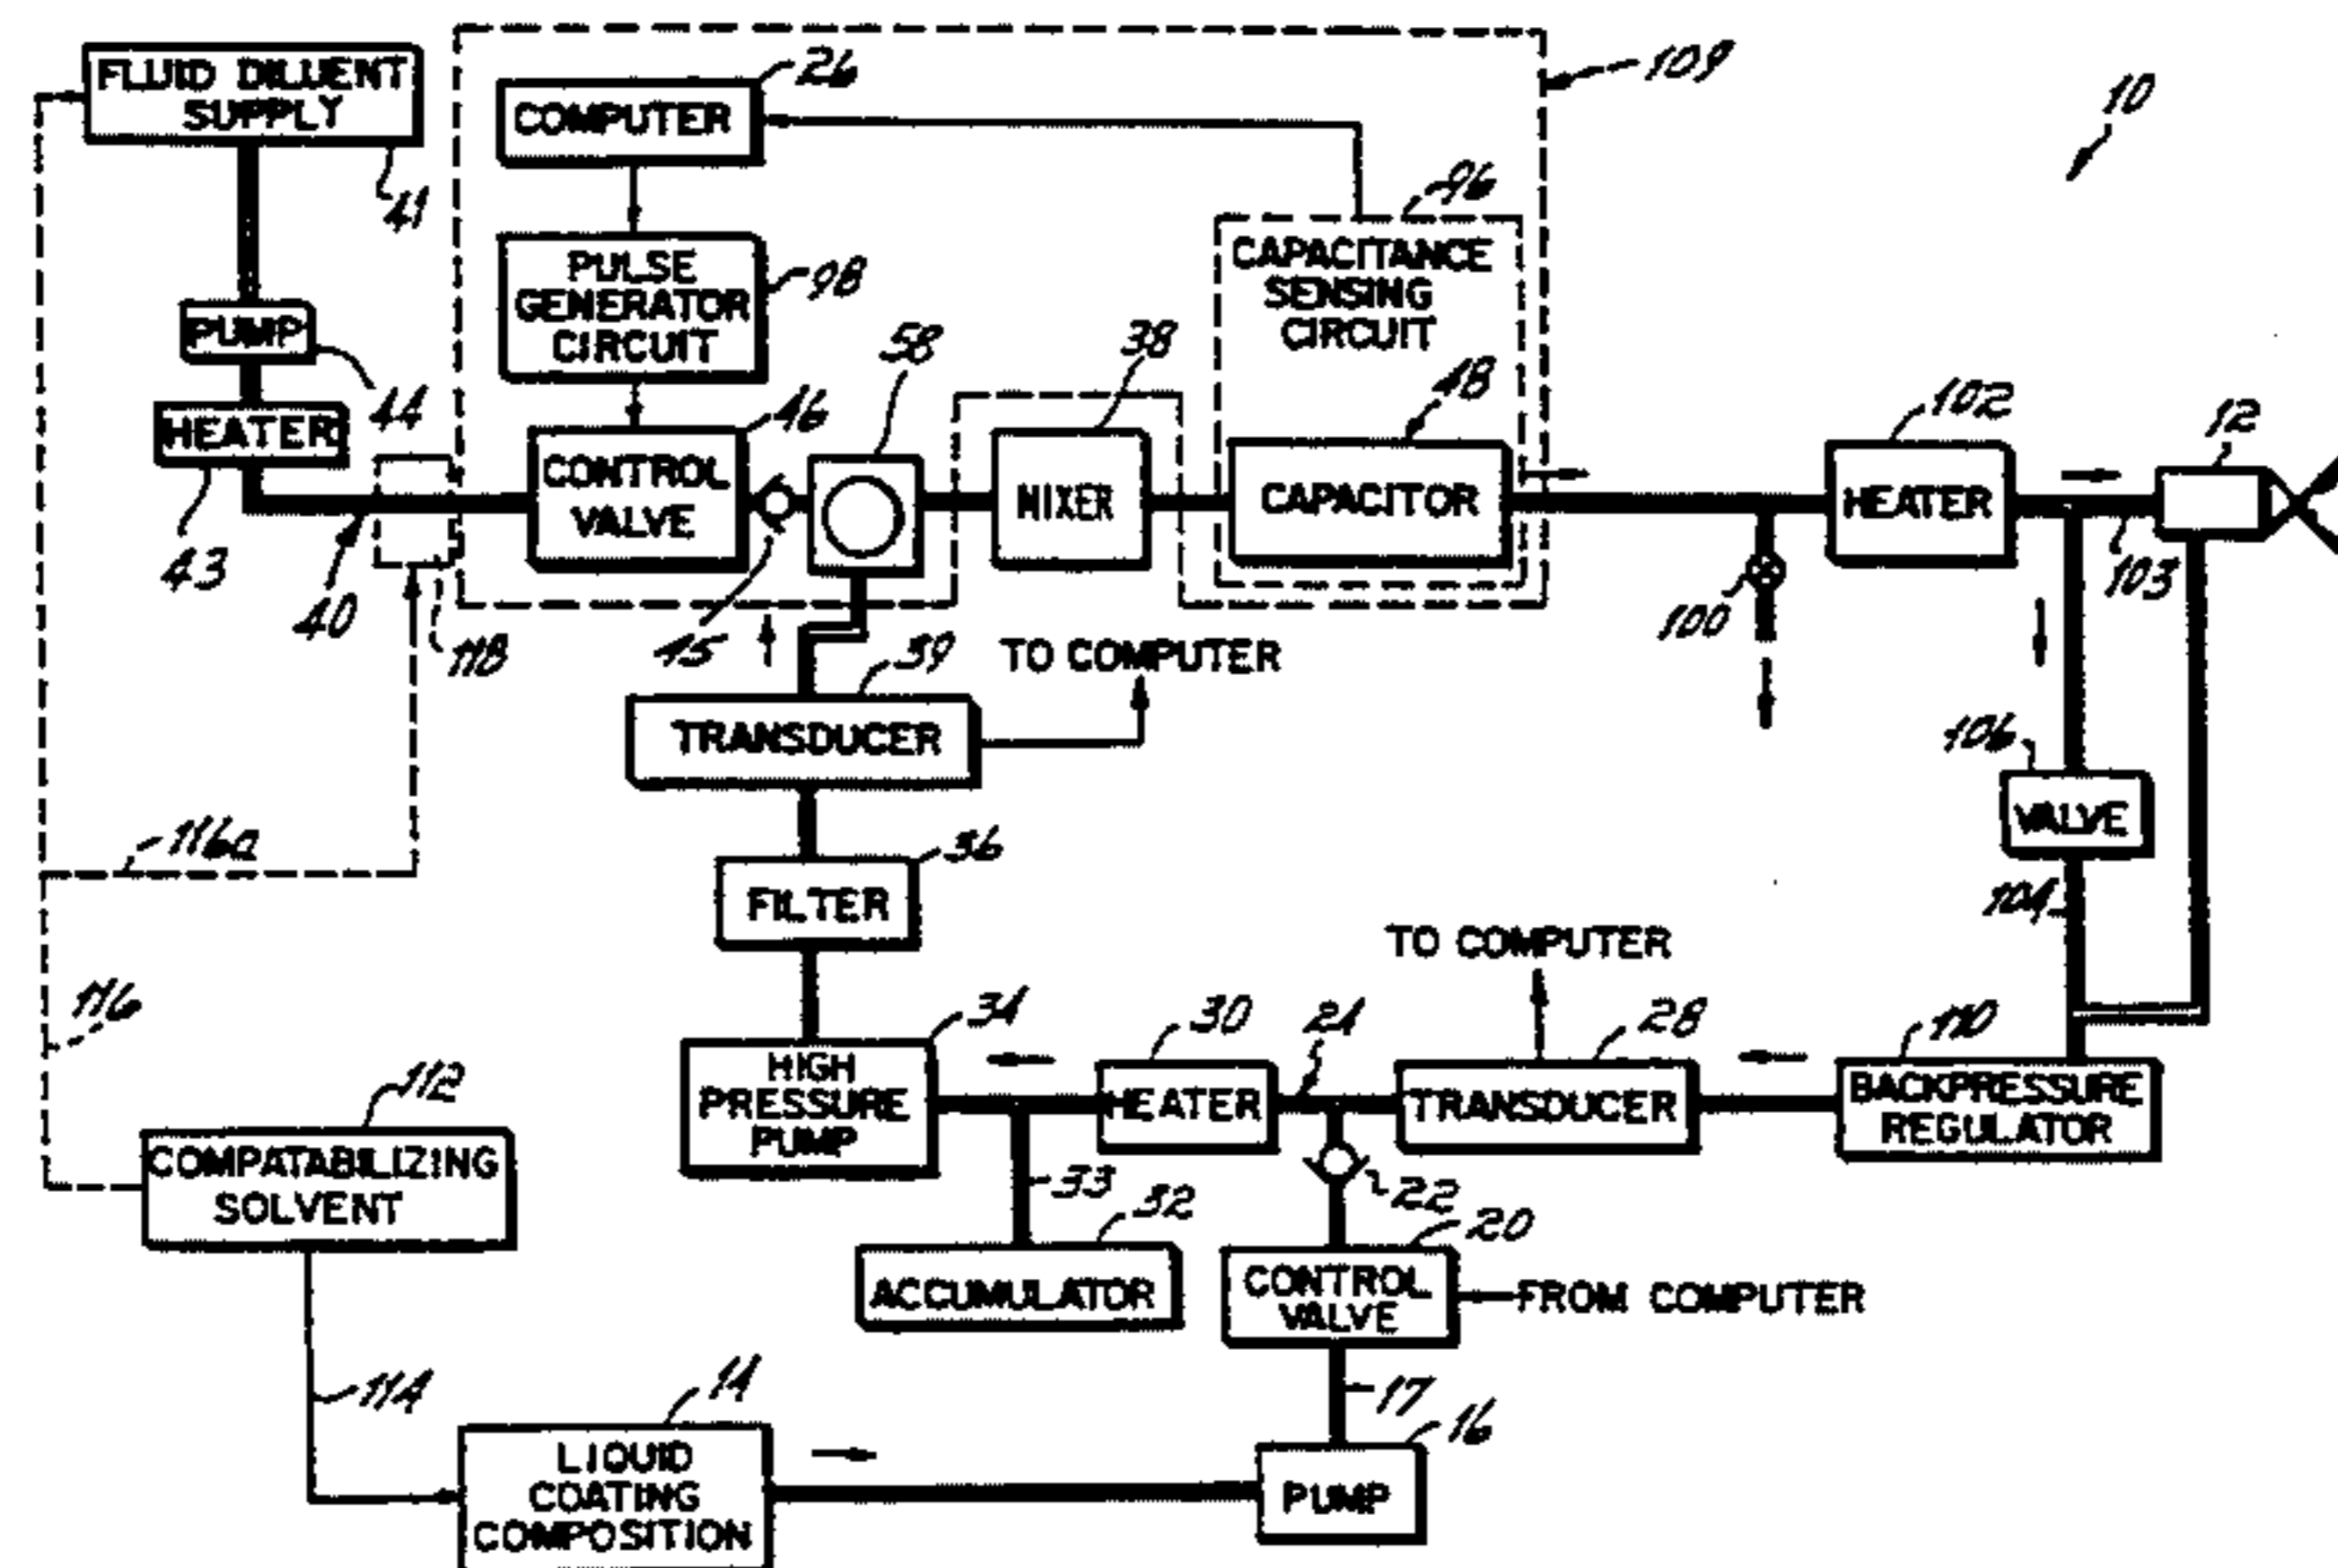 FLUID DILUENT
SUPPLY
41
COMPUTER
26
109
10
PULSE
GENERATOR
CIRCUIT
98
96
CAPACITANCE
SENSING
CIRCUIT
PUMP
44
HEATER
43
40
118
CONTROL
VALVE
46
45
58
MIXER
38
CAPACITOR
48
HEATER
102
12
103
100
TRANSDUCER
39
TO COMPUTER
106
VALVE
104
116a
FILTER
36
TO COMPUTER
116
HIGH
PRESSURE
PUMP
34
HEATER
30
24
TRANSDUCER
28
BACKPRESSURE
REGULATOR
110
112
COMPATABILIZING
SOLVENT
33
ACCUMULATOR
32
22
20
CONTROL
VALVE
FROM COMPUTER
114
14
LIQUID
COATING
COMPOSITION
17
16
PUMP